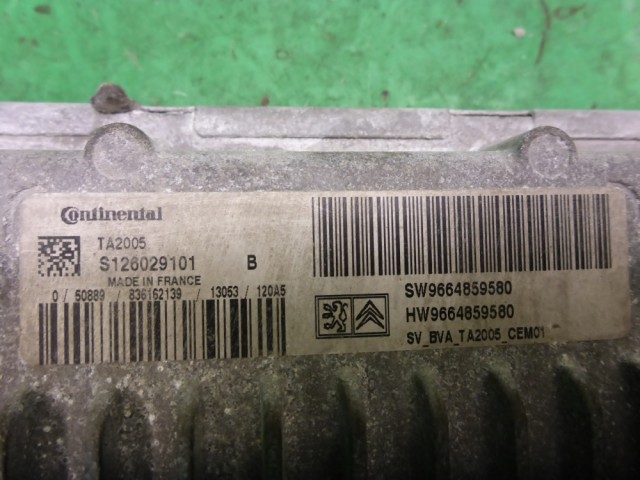 Continental
TA2005
S126029101 B
MADE IN FRANCE
0 / 50889 / 836162139 / 13053 / 120A5
SW9664859580
HW9664859580
SV_BVA_TA2005_CEM01